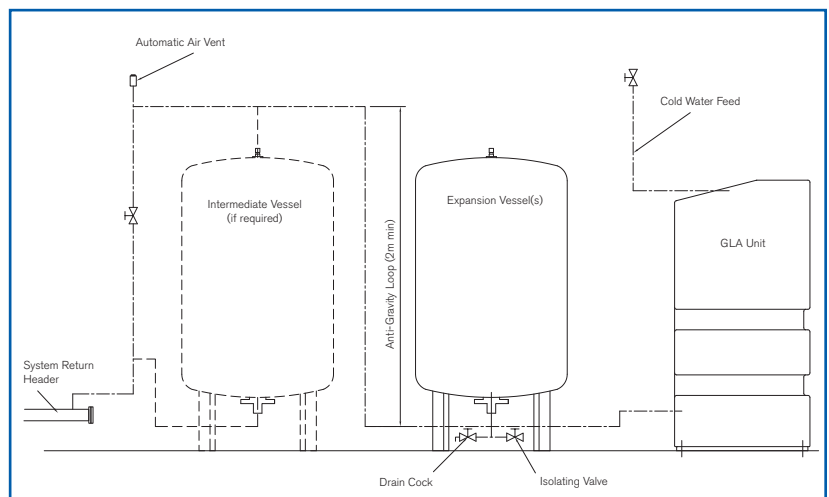 Automatic Air Vent
Cold Water Feed
Intermediate Vessel
(if required)
Expansion Vessel(s)
Anti-Gravity Loop (2m min)
GLA Unit
System Return
Header
Drain Cock
Isolating Valve